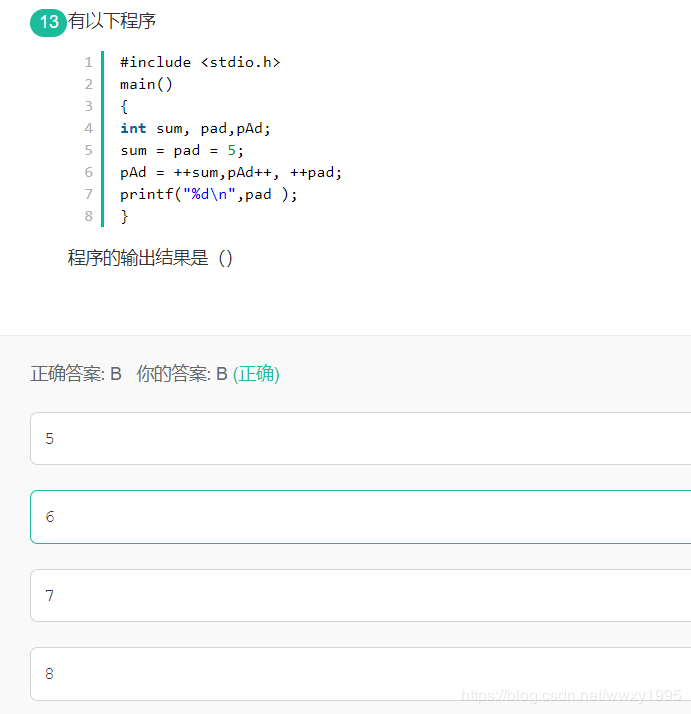 13 有以下程序
1 #include <stdio.h>
2 main()
3 {
4 int sum, pad,pAd;
5 sum = pad = 5;
6 pAd = ++sum,pAd++, ++pad;
7 printf("%d\n",pad );
8 }
程序的输出结果是（）
正确答案: B 你的答案: B (正确)
5
6
7
8
https://blog.csdn.net/wwxy1995